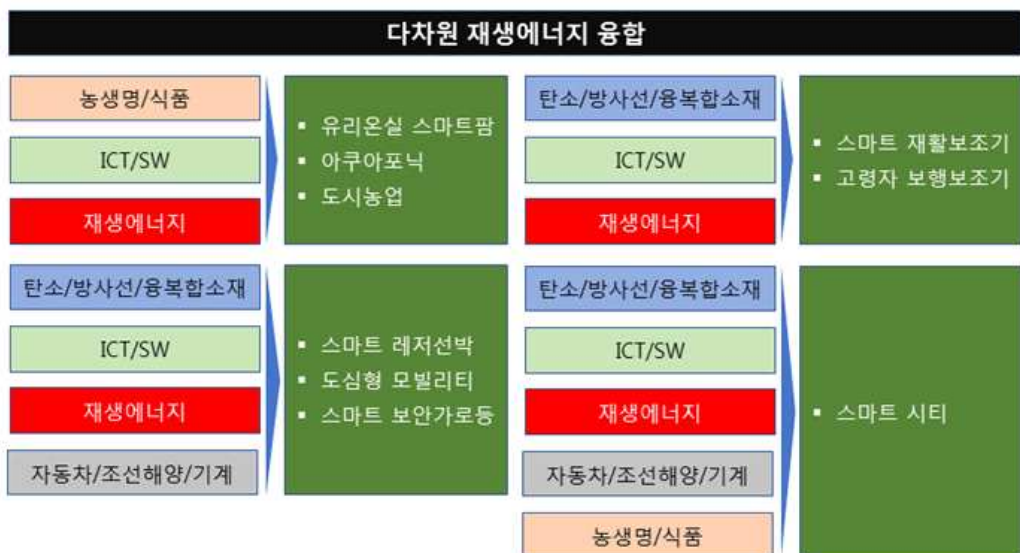 다차원 재생에너지 융합
농생명/식품
ICT/SW
재생에너지
▪ 유리온실 스마트팜
▪ 아쿠아포닉
▪ 도시농업
탄소/방사선/융복합소재
ICT/SW
재생에너지
▪ 스마트 재활보조기
▪ 고령자 보행보조기
탄소/방사선/융복합소재
ICT/SW
재생에너지
자동차/조선해양/기계
▪ 스마트 레저선박
▪ 도심형 모빌리티
▪ 스마트 보안가로등
탄소/방사선/융복합소재
ICT/SW
재생에너지
자동차/조선해양/기계
농생명/식품
▪ 스마트 시티